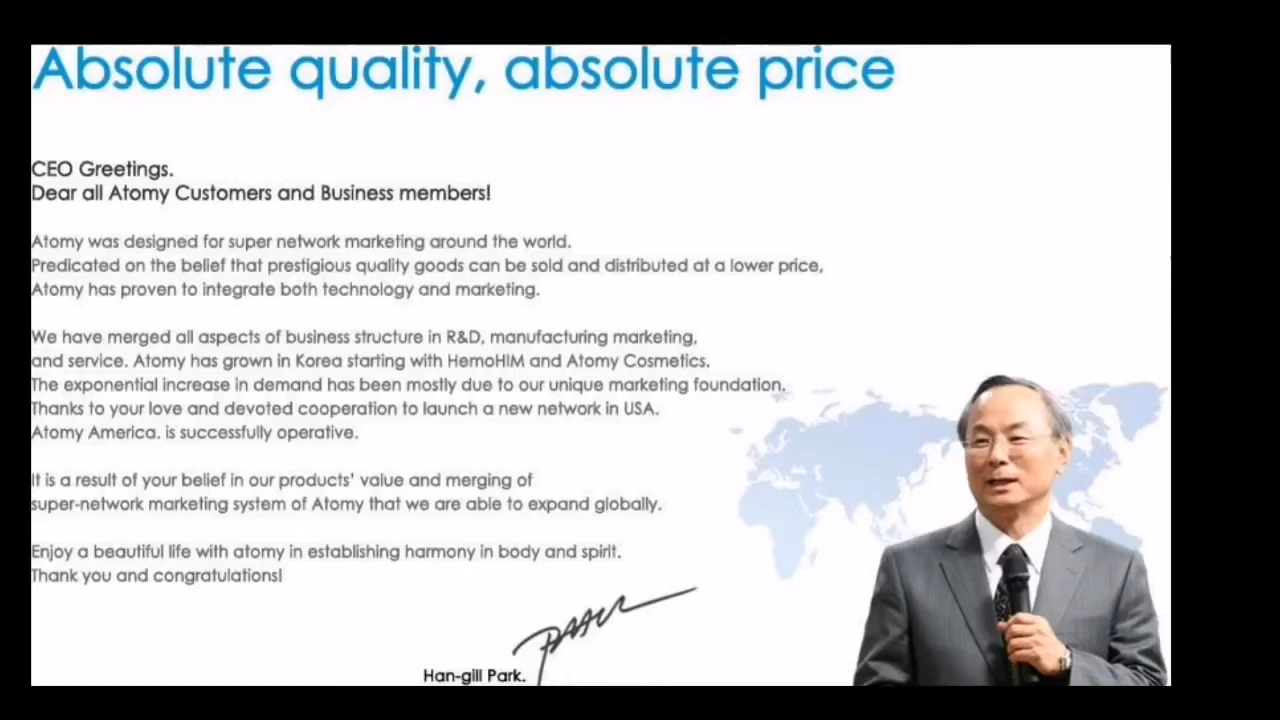 Absolute quality, absolute price
CEO Greetings.
Dear all Atomy Customers and Business members!
Atomy was designed for super network marketing around the world.
Predicated on the belief that prestigious quality goods can be sold and distributed at a lower price,
Atomy has proven to integrate both technology and marketing.
We have merged all aspects of business structure in R&D, manufacturing marketing,
and service. Atomy has grown in Korea starting with HemoHIM and Atomy Cosmetics.
The exponential increase in demand has been mostly due to our unique marketing foundation.
Thanks to your love and devoted cooperation to launch a new network in USA.
Atomy America. is successfully operative.
It is a result of your belief in our products' value and merging of
super-network marketing system of Atomy that we are able to expand globally.
Enjoy a beautiful life with atomy in establishing harmony in body and spirit.
Thank you and congratulations!
Han-gill Park.